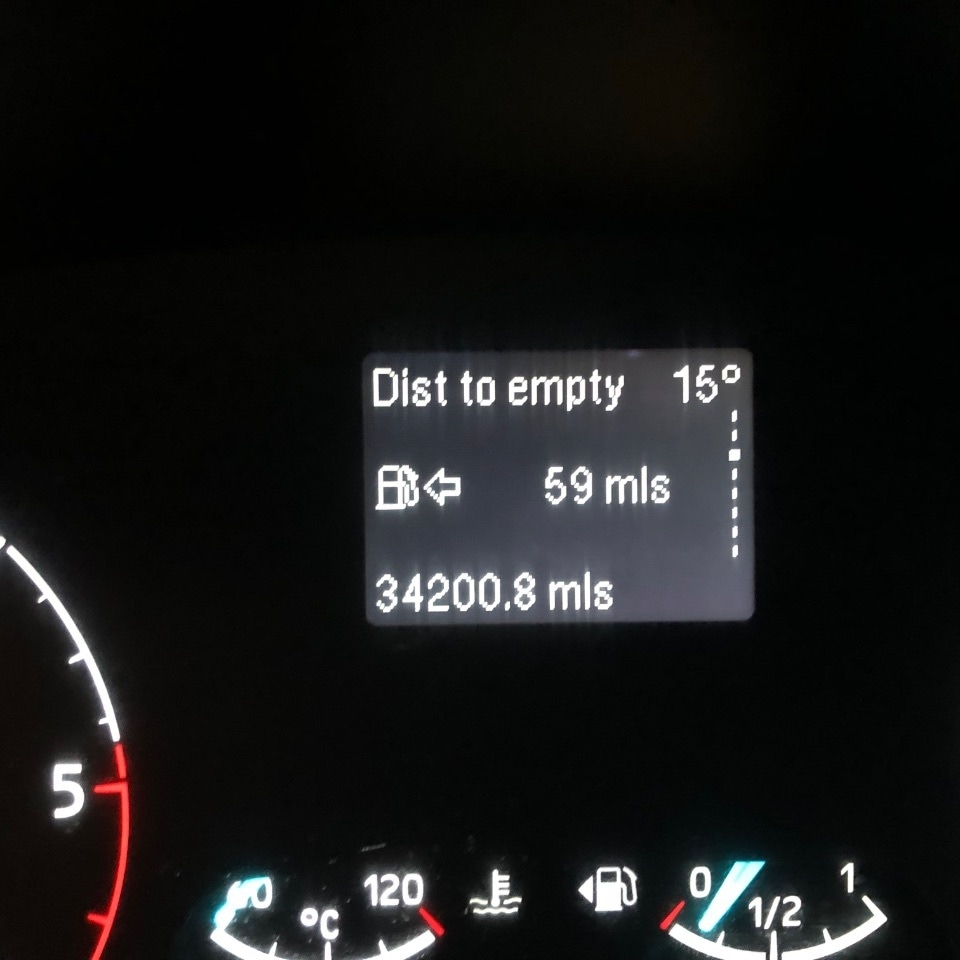 Dist to empty 15°
59 mls
34200.8 mls
5
120
°C
0
1/2
1